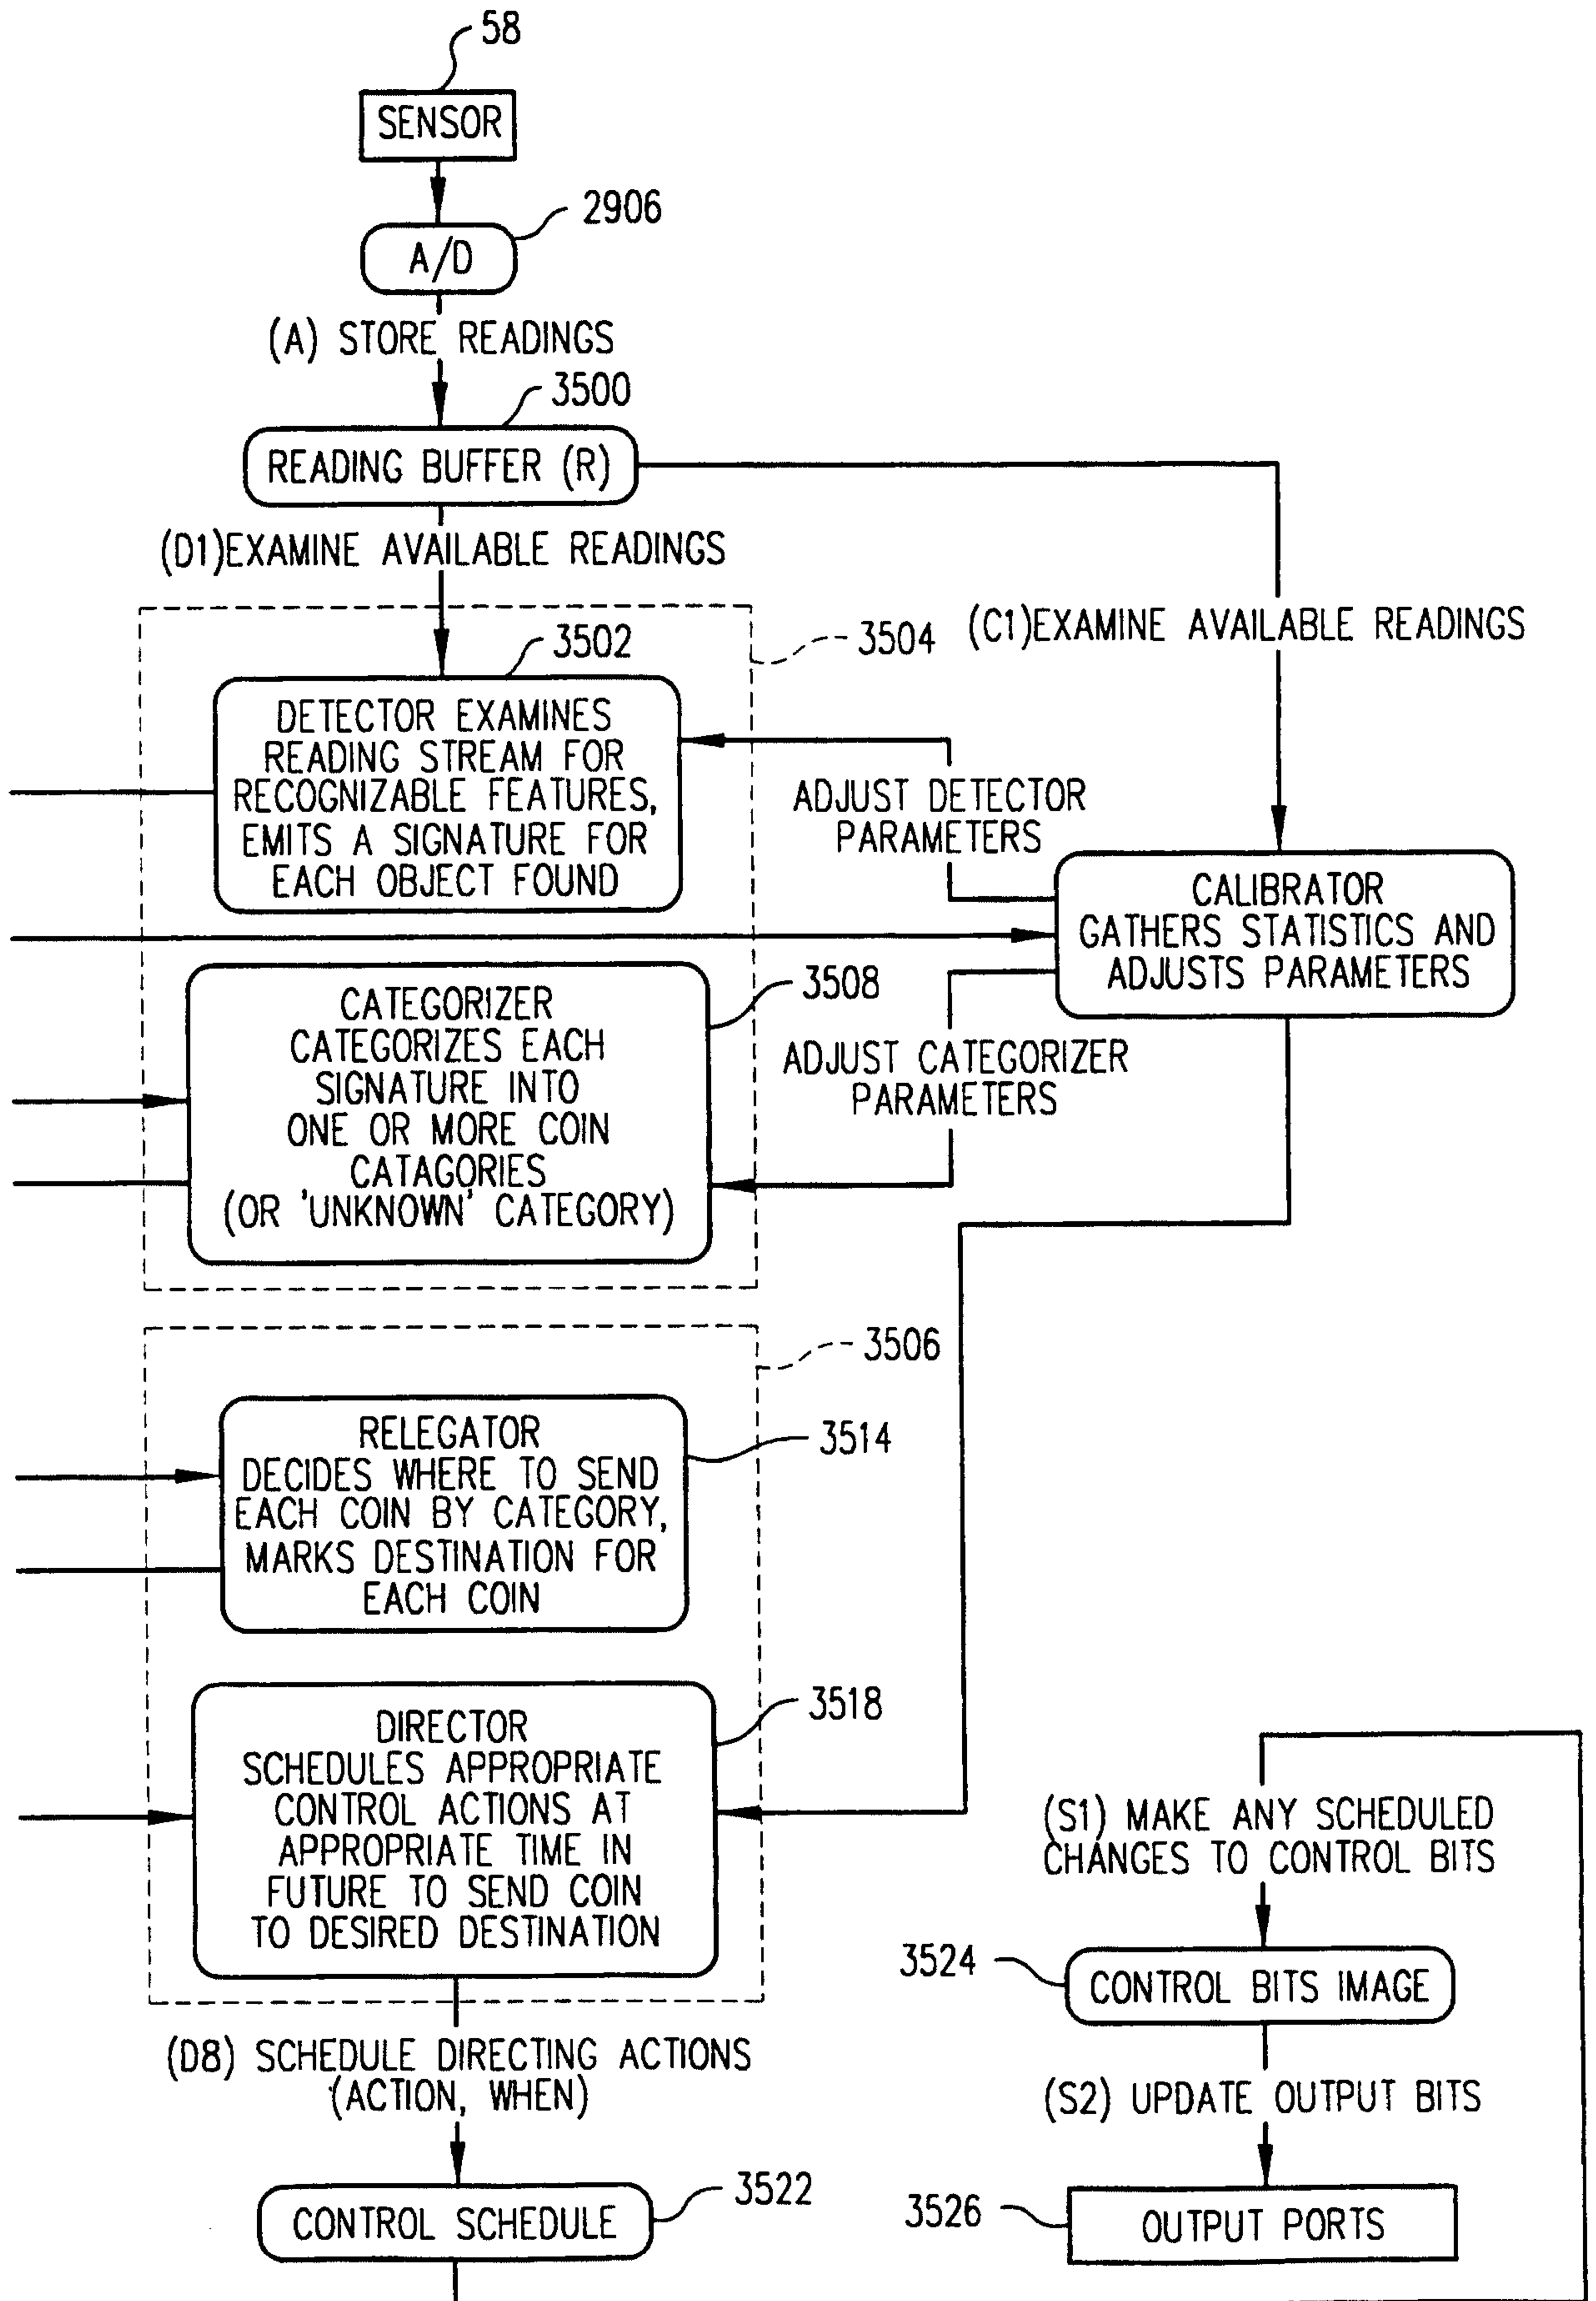 58
SENSOR
2906
A/D
(A) STORE READINGS
3500
READING BUFFER (R)
(D1)EXAMINE AVAILABLE READINGS
3504
(C1)EXAMINE AVAILABLE READINGS
3502
DETECTOR EXAMINES
READING STREAM FOR
RECOGNIZABLE FEATURES,
EMITS A SIGNATURE FOR
EACH OBJECT FOUND
ADJUST DETECTOR
PARAMETERS
CALIBRATOR
GATHERS STATISTICS AND
ADJUSTS PARAMETERS
3508
CATEGORIZER
CATEGORIZES EACH
SIGNATURE INTO
ONE OR MORE COIN
CATAGORIES
(OR 'UNKNOWN' CATEGORY)
ADJUST CATEGORIZER
PARAMETERS
3506
RELEGATOR
DECIDES WHERE TO SEND
EACH COIN BY CATEGORY,
MARKS DESTINATION FOR
EACH COIN
3514
3518
DIRECTOR
SCHEDULES APPROPRIATE
CONTROL ACTIONS AT
APPROPRIATE TIME IN
FUTURE TO SEND COIN
TO DESIRED DESTINATION
(S1) MAKE ANY SCHEDULED
CHANGES TO CONTROL BITS
3524
CONTROL BITS IMAGE
(D8) SCHEDULE DIRECTING ACTIONS
(ACTION, WHEN)
(S2) UPDATE OUTPUT BITS
3522
CONTROL SCHEDULE
3526
OUTPUT PORTS